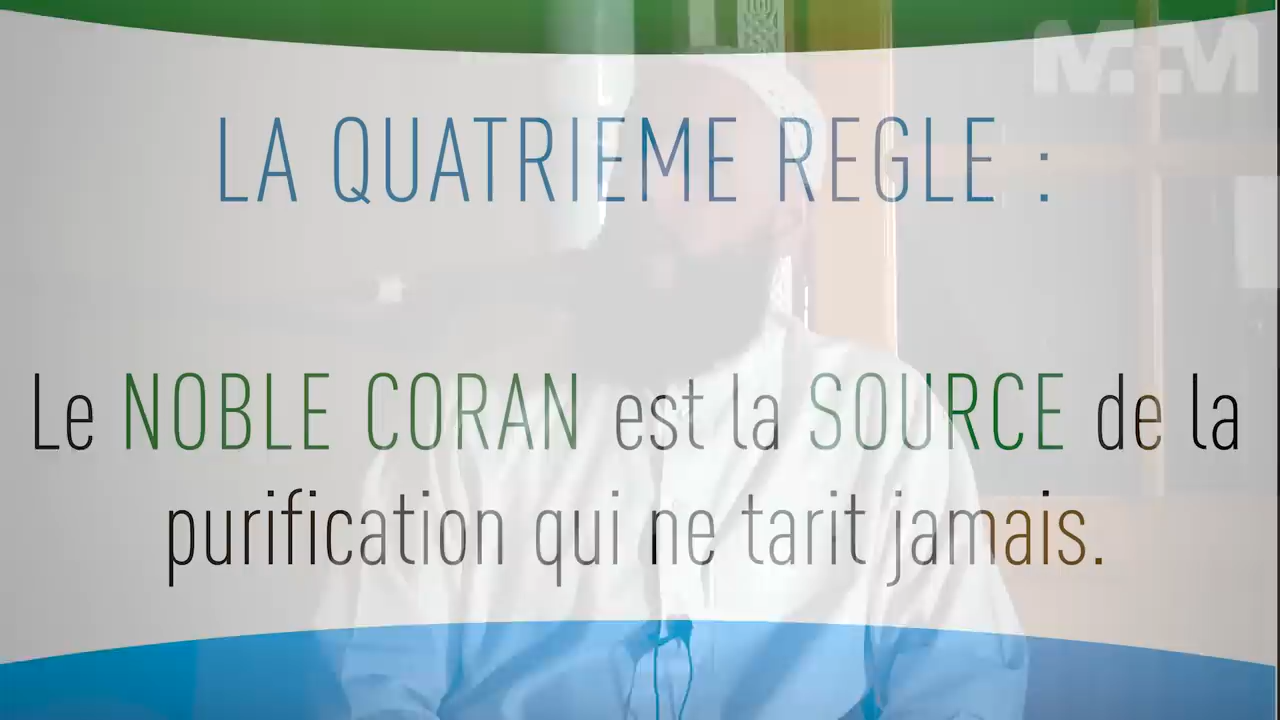 LA QUATRIEME REGLE :
Le NOBLE CORAN est la SOURCE de la
purification qui ne tarit jamais.